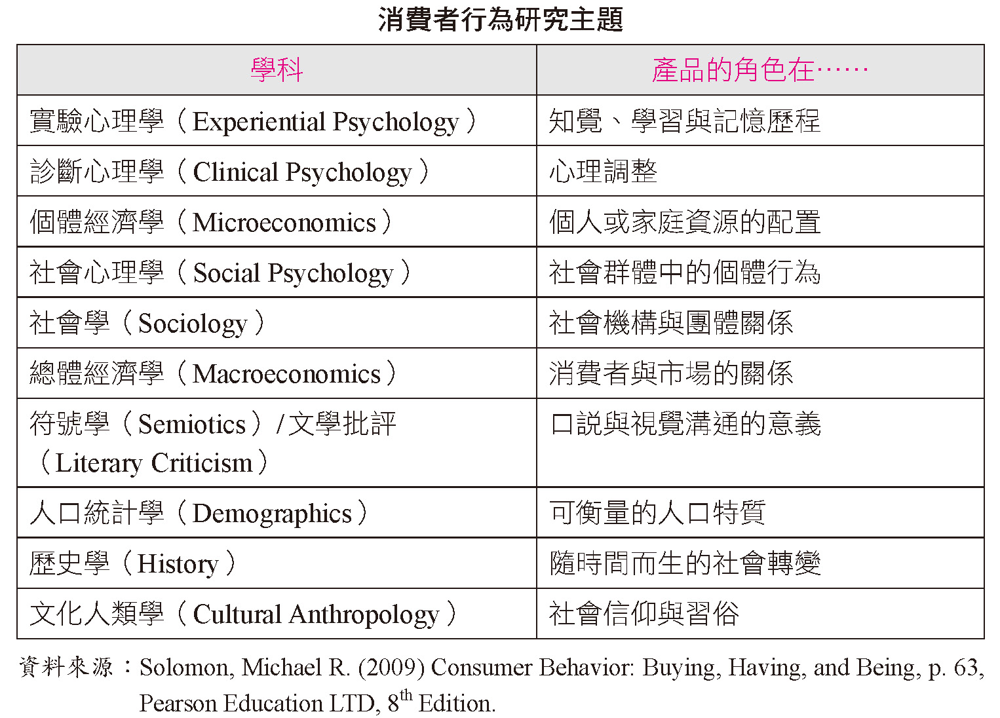 消費者行為研究主題
學科
產品的角色在……
實驗心理學（Experiential Psychology）
知覺、學習與記憶歷程
診斷心理學（Clinical Psychology）
心理調整
個體經濟學（Microeconomics）
個人或家庭資源的配置
社會心理學（Social Psychology）
社會群體中的個體行為
社會學（Sociology）
社會機構與團體關係
總體經濟學（Macroeconomics）
消費者與市場的關係
符號學（Semiotics）/文學批評
（Literary Criticism）
口說與視覺溝通的意義
人口統計學（Demographics）
可衡量的人口特質
歷史學（History）
隨時間而生的社會轉變
文化人類學（Cultural Anthropology）
社會信仰與習俗
資料來源：Solomon, Michael R. (2009) Consumer Behavior: Buying, Having, and Being, p. 63,
Pearson Education LTD, 8th Edition.